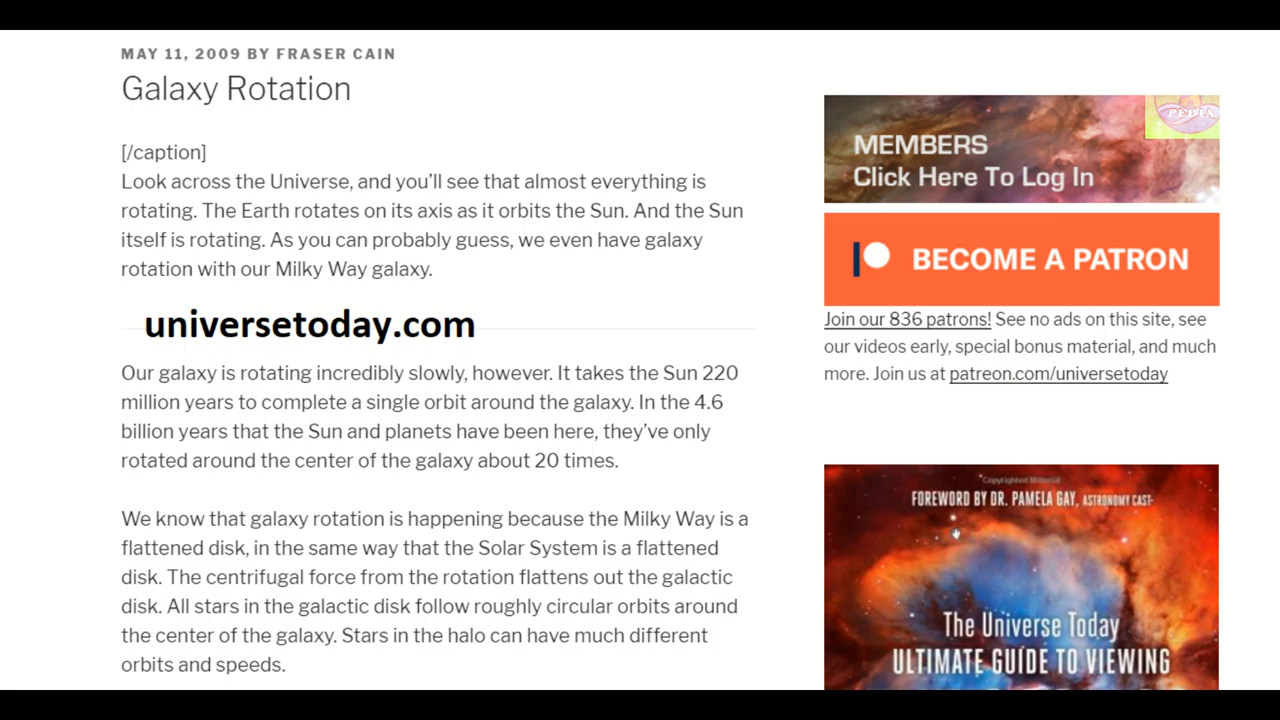 MAY 11, 2009 BY FRASER CAIN
Galaxy Rotation
[/caption]
Look across the Universe, and you’ll see that almost everything is
rotating. The Earth rotates on its axis as it orbits the Sun. And the Sun
itself is rotating. As you can probably guess, we even have galaxy
rotation with our Milky Way galaxy.
universetoday.com
Our galaxy is rotating incredibly slowly, however. It takes the Sun 220
million years to complete a single orbit around the galaxy. In the 4.6
billion years that the Sun and planets have been here, they’ve only
rotated around the center of the galaxy about 20 times.
We know that galaxy rotation is happening because the Milky Way is a
flattened disk, in the same way that the Solar System is a flattened
disk. The centrifugal force from the rotation flattens out the galactic
disk. All stars in the galactic disk follow roughly circular orbits around
the center of the galaxy. Stars in the halo can have much different
orbits and speeds.
PEDIA
MEMBERS
Click Here To Log In
BECOME A PATRON
Join our 836 patrons! See no ads on this site, see
our videos early, special bonus material, and much
more. Join us at patreon.com/universetoday
Copyrighted Material
FOREWORD BY DR. PAMELA GAY, ASTRONOMY CAST
The Universe Today
ULTIMATE GUIDE TO VIEWING